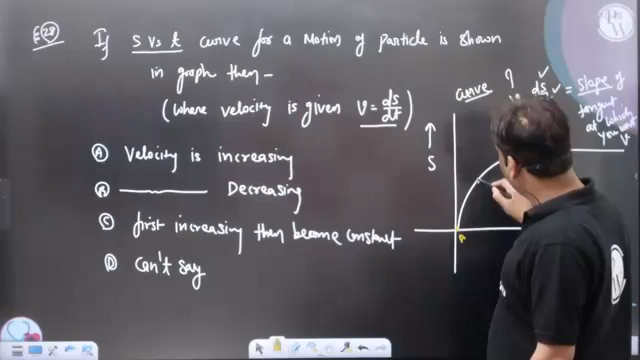 28
If S vs t curve for a Motion of Particle is shown
in graph then –
(where velocity is given V = ds/dt)
A Velocity is increasing
B ________ Decreasing
C first increasing then become constant
D Can't say
curve ?
ds ✓ = slope of
tangent
at which
you want
V
↑
S